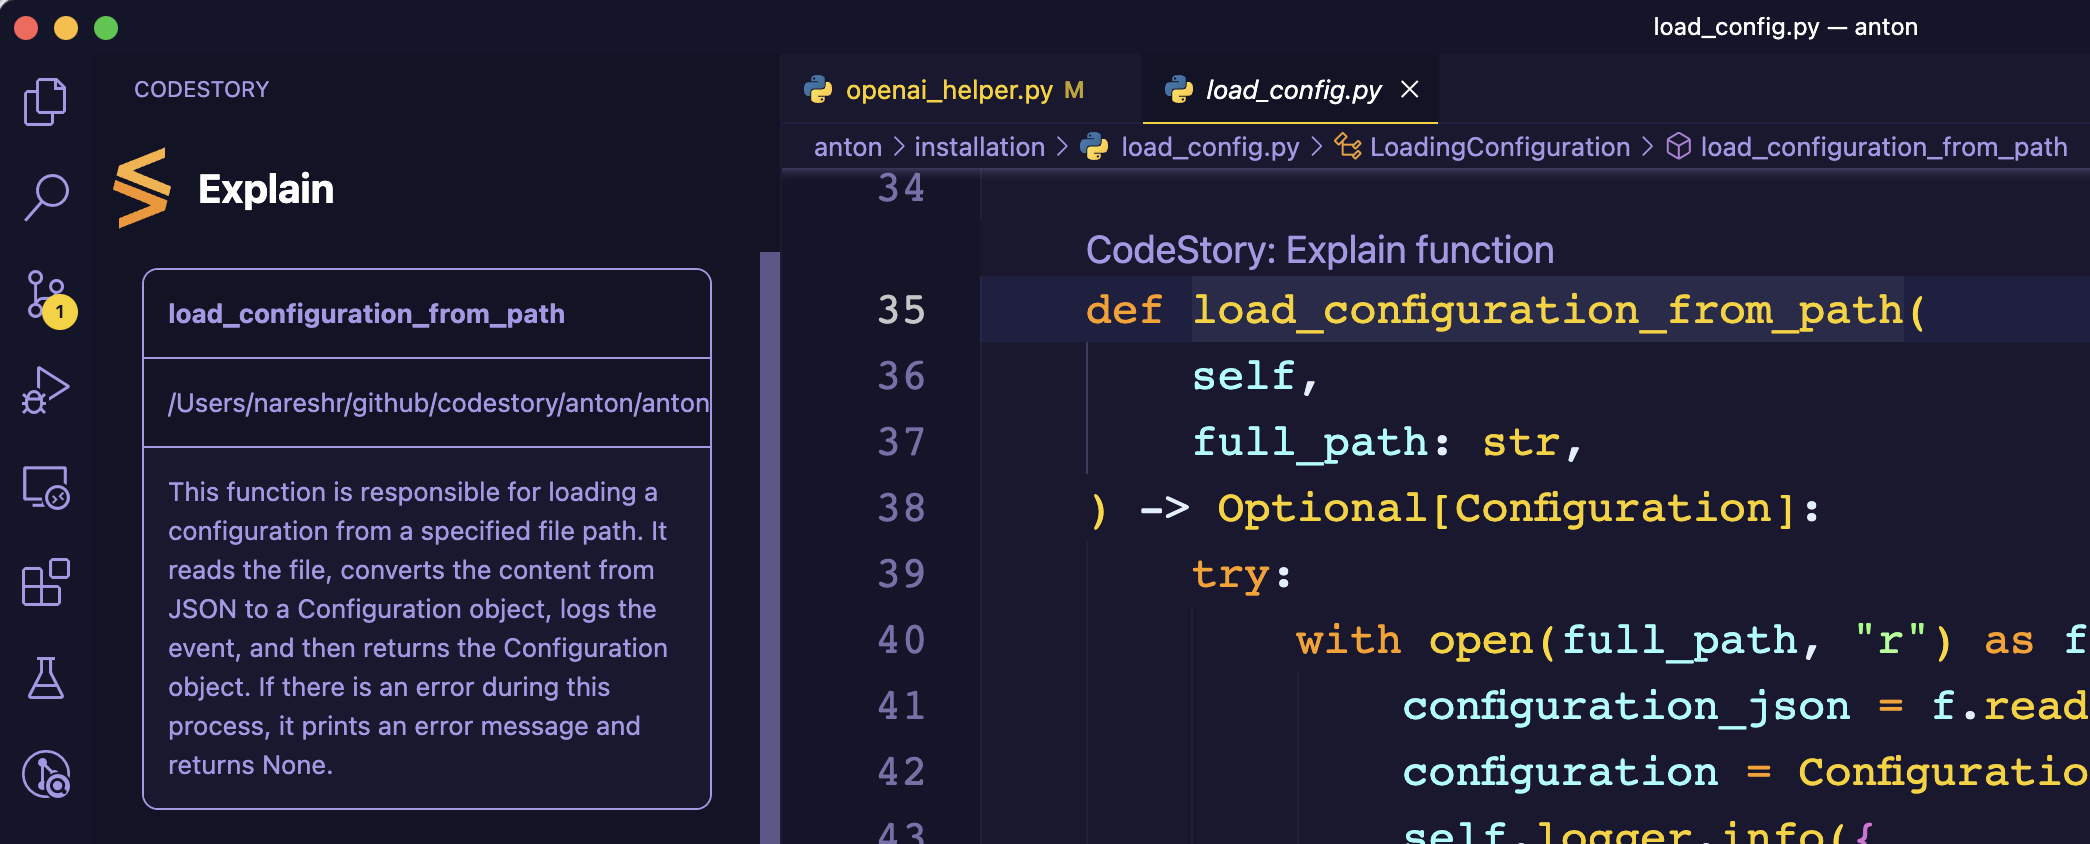 load_config.py — anton
CODESTORY
Explain
load_configuration_from_path
/Users/nareshr/github/codestory/anton/anton
This function is responsible for loading a
configuration from a specified file path. It
reads the file, converts the content from
JSON to a Configuration object, logs the
event, and then returns the Configuration
object. If there is an error during this
process, it prints an error message and
returns None.
1
openai_helper.py M
load_config.py
anton > installation > load_config.py > LoadingConfiguration > load_configuration_from_path
34
CodeStory: Explain function
35 def load_configuration_from_path(
36 self,
37 full_path: str,
38 ) -> Optional[Configuration]:
39 try:
40 with open(full_path, "r") as f
41 configuration_json = f.read
42 configuration = Configuratio
43 self.logger.info({